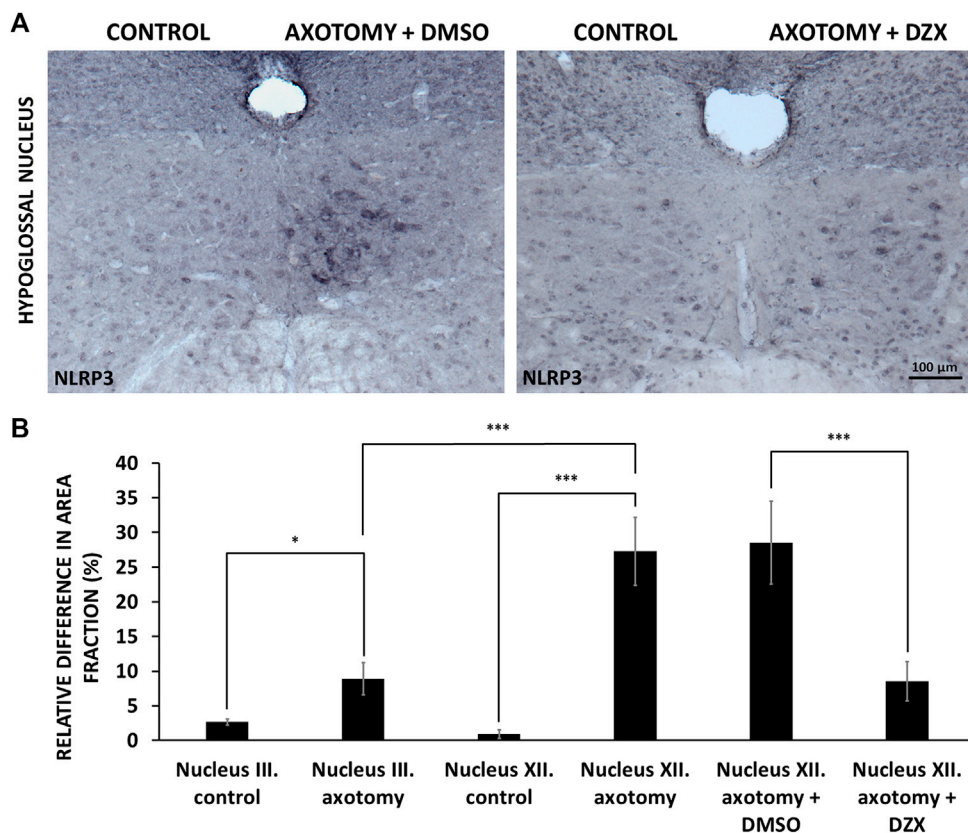 A
CONTROL AXOTOMY + DMSO CONTROL AXOTOMY + DZX
HYPOGLOSSAL NUCLEUS
NLRP3
NLRP3
100 µm
B
RELATIVE DIFFERENCE IN AREA
FRACTION (%)
40
35
30
25
20
15
10
5
0
*
***
***
***
Nucleus III.
control
Nucleus III.
axotomy
Nucleus XII.
control
Nucleus XII.
axotomy
Nucleus XII.
axotomy +
DMSO
Nucleus XII.
axotomy +
DZX